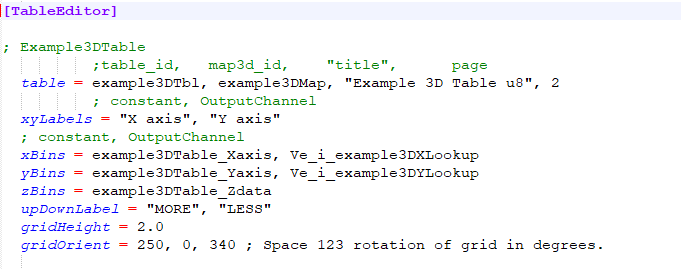 [TableEditor]
; Example3DTable
;table_id, map3d_id, "title", page
table = example3DTbl, example3DMap, "Example 3D Table u8", 2
; constant, OutputChannel
xyLabels = "X axis", "Y axis"
; constant, OutputChannel
xBins = example3DTable_Xaxis, Ve_i_example3DXLookup
yBins = example3DTable_Yaxis, Ve_i_example3DYLookup
zBins = example3DTable_Zdata
upDownLabel = "MORE", "LESS"
gridHeight = 2.0
gridOrient = 250, 0, 340 ; Space 123 rotation of grid in degrees.